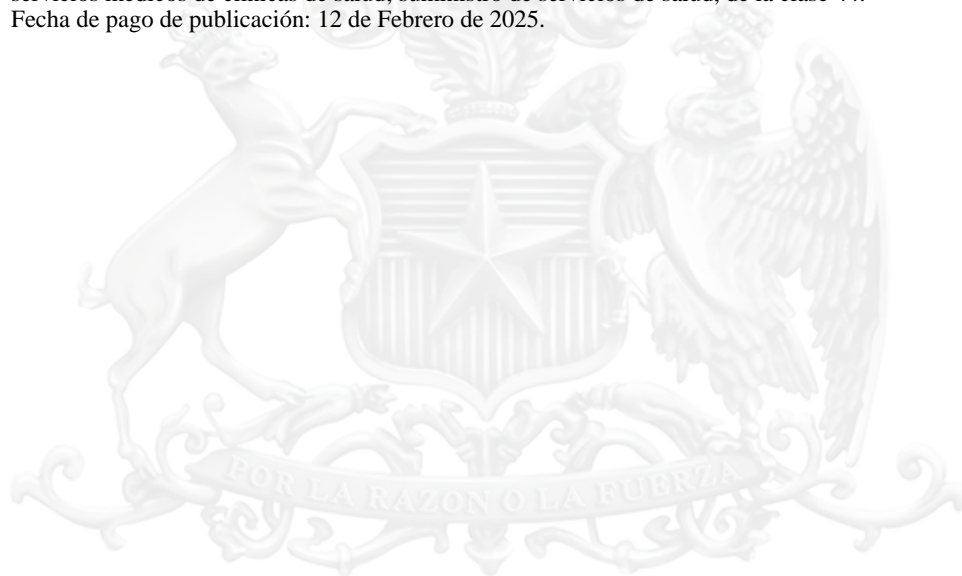 servicios médicos de clínicas de salud; suministro de servicios de salud, de la clase 44.
Fecha de pago de publicación: 12 de Febrero de 2025.
POR LA RAZON O LA FUERZA